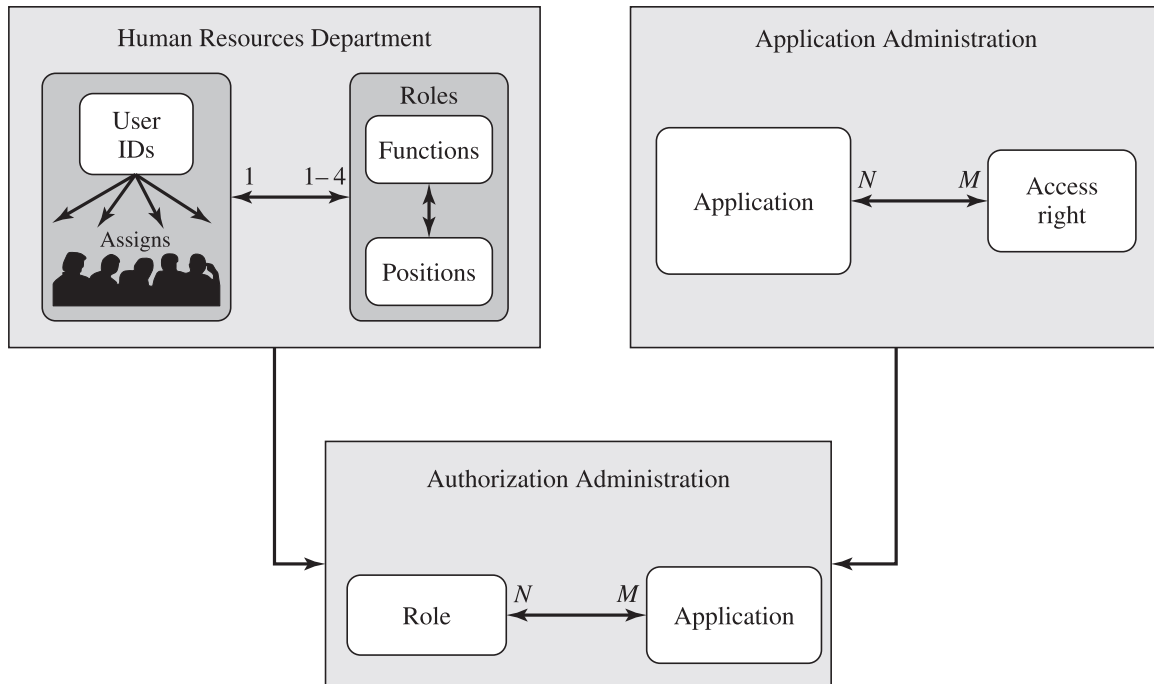 Human Resources Department
User
IDs
Assigns
1
1–4
Roles
Functions
Positions
Application Administration
Application
N
M
Access
right
Authorization Administration
Role
N
M
Application